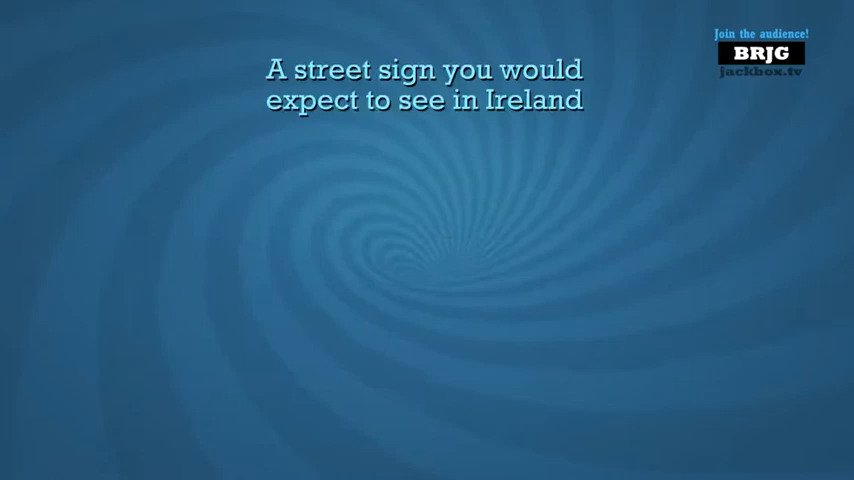 Join the audience!
BRJG
jackbox.tv
A street sign you would
expect to see in Ireland